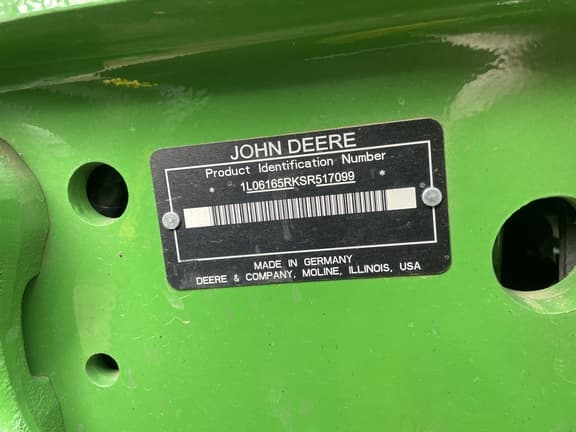 JOHN DEERE
Product Identification Number
* 1L06165RKSR517099 *
MADE IN GERMANY
DEERE & COMPANY, MOLINE, ILLINOIS, USA